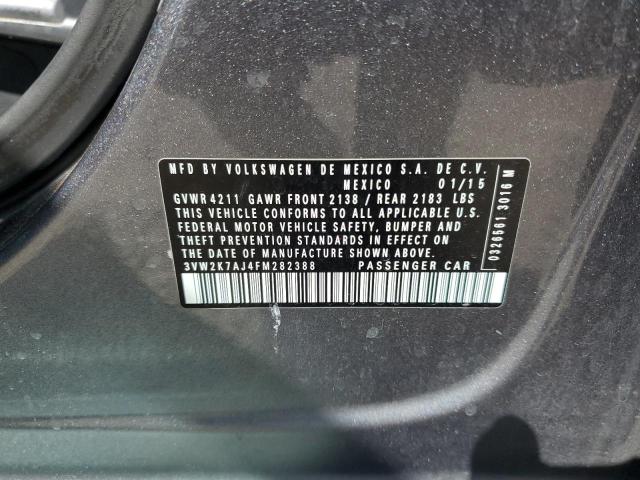 MFD BY VOLKSWAGEN DE MEXICO S.A. DE C.V.
MEXICO 01/15
GVWR 4211 GAWR FRONT 2138 / REAR 2183 LBS
THIS VEHICLE CONFORMS TO ALL APPLICABLE U.S.
FEDERAL MOTOR VEHICLE SAFETY, BUMPER AND
THEFT PREVENTION STANDARDS IN EFFECT ON
THE DATE OF MANUFACTURE SHOWN ABOVE.
3VW2K7AJ4FM282388 PASSENGER CAR
0326561 3016 M